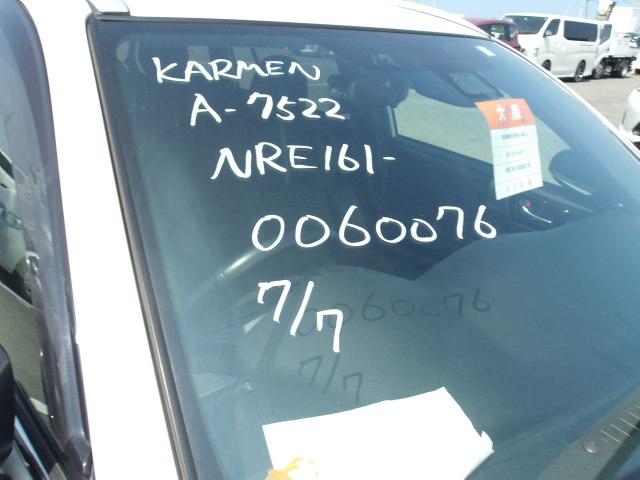 KARMEN
A-7522
NRE161-
0060076
7/7
大阪